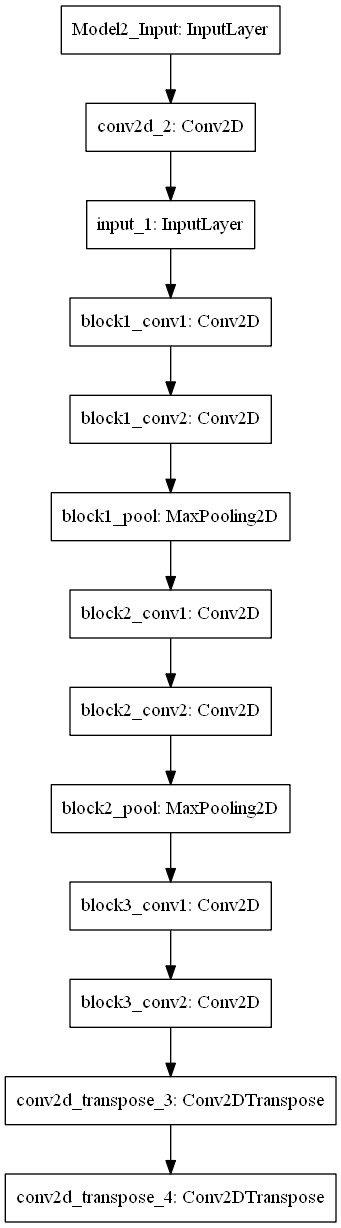 Model2_Input: InputLayer
conv2d_2: Conv2D
input_1: InputLayer
block1_conv1: Conv2D
block1_conv2: Conv2D
block1_pool: MaxPooling2D
block2_conv1: Conv2D
block2_conv2: Conv2D
block2_pool: MaxPooling2D
block3_conv1: Conv2D
block3_conv2: Conv2D
conv2d_transpose_3: Conv2DTranspose
conv2d_transpose_4: Conv2DTranspose